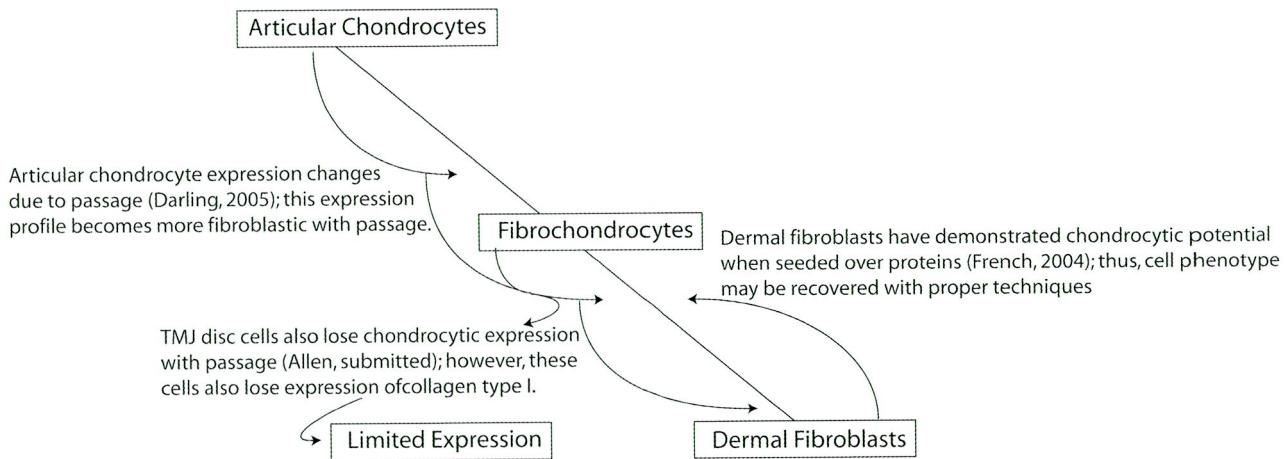 Articular Chondrocytes
Articular chondrocyte expression changes
due to passage (Darling, 2005); this expression
profile becomes more fibroblastic with passage.
Fibrochondrocytes
Dermal fibroblasts have demonstrated chondrocytic potential
when seeded over proteins (French, 2004); thus, cell phenotype
may be recovered with proper techniques
TMJ disc cells also lose chondrocytic expression
with passage (Allen, submitted); however, these
cells also lose expression ofcollagen type I.
Limited Expression
Dermal Fibroblasts